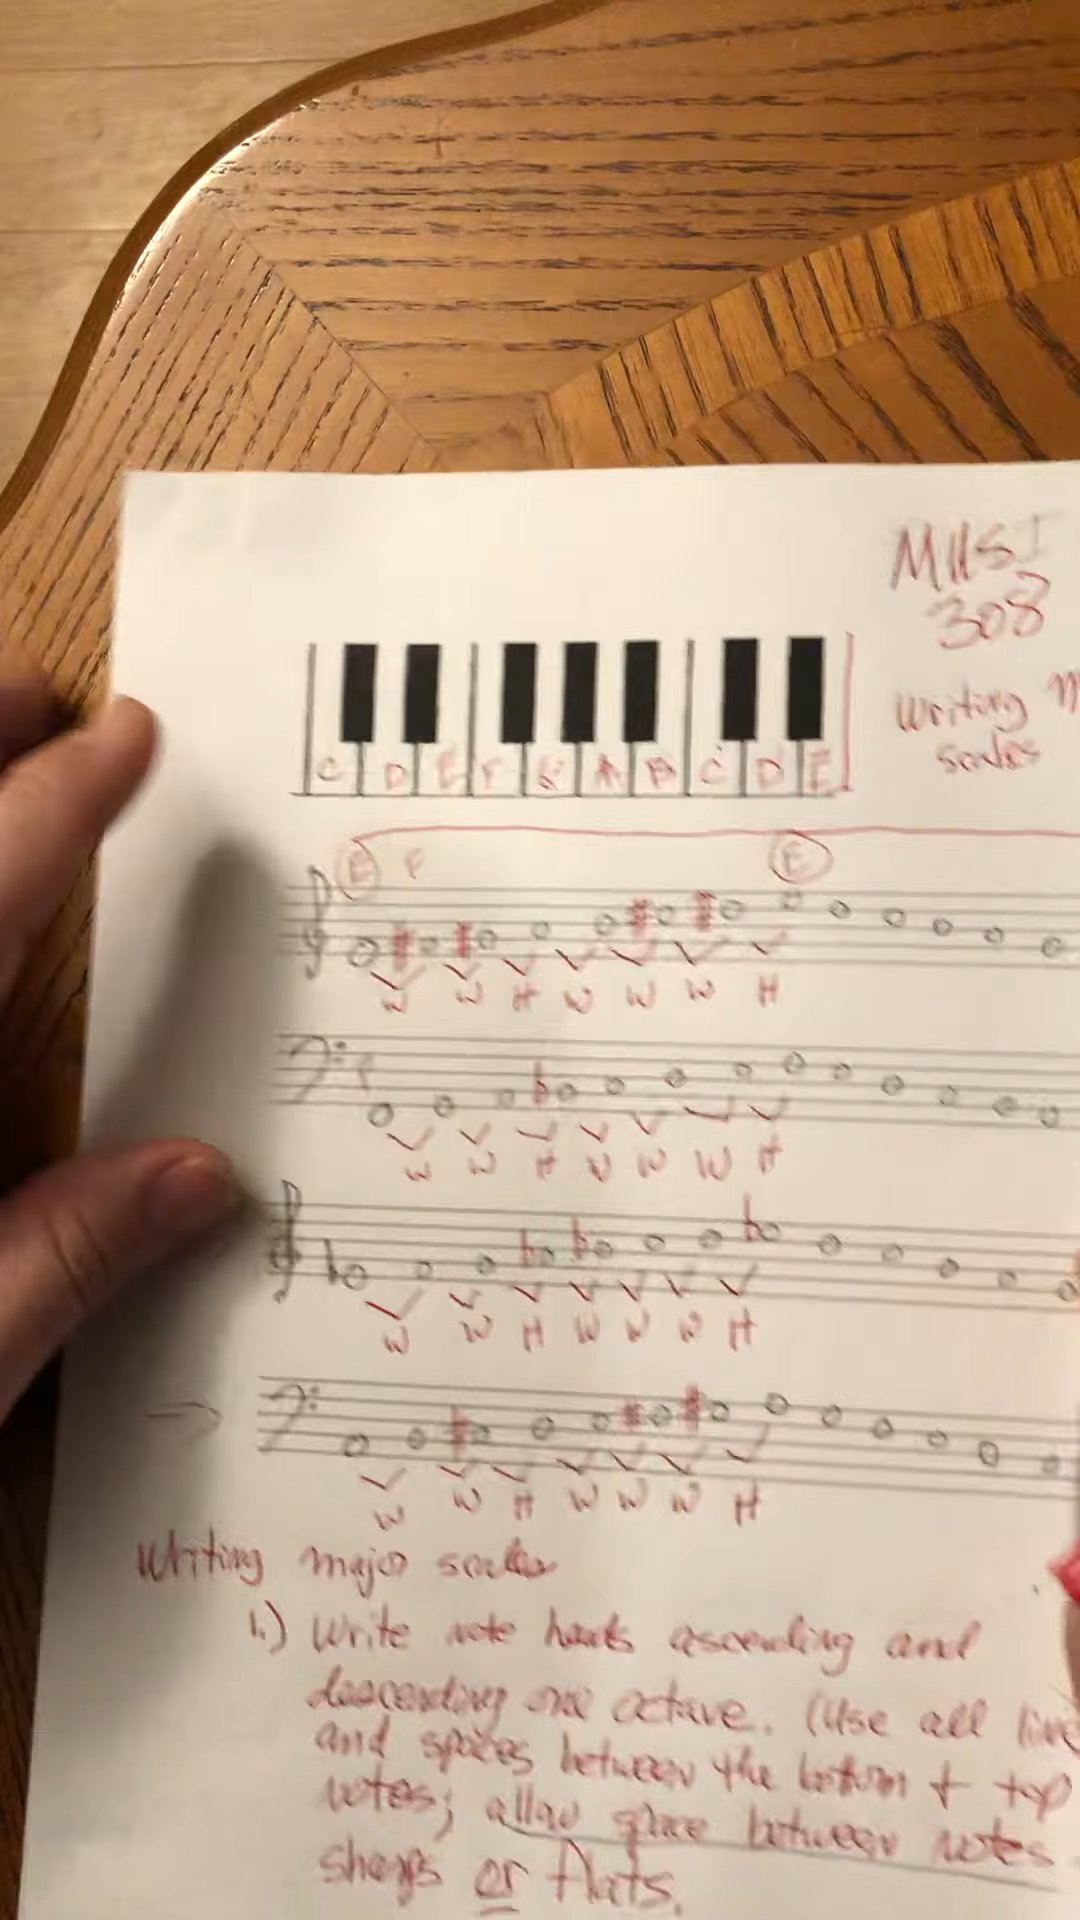 MUSI
308
Writing M
scales
C D E F G A B C D E
E F E
W W H W W W H
W W H W W W H
W W H W W W H
W W H W W W H
Writing major scales
1.) Write note heads ascending and
descending one octave. (Use all line
and spaces between the bottom + top
notes; allow space between notes
sharps or flats.